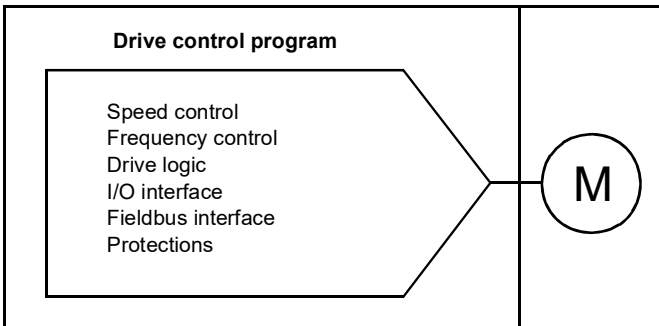 Drive control program
Speed control
Frequency control
Drive logic
I/O interface
Fieldbus interface
Protections
M